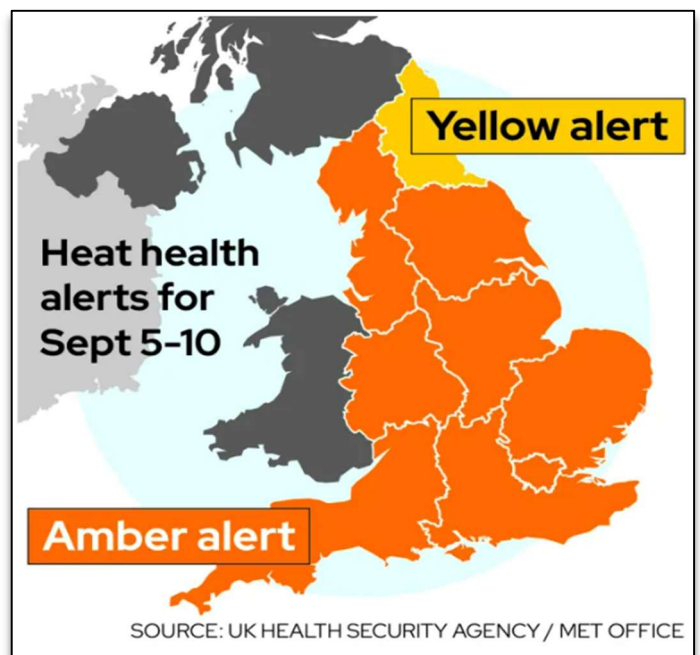 Yellow alert
Heat health
alerts for
Sept 5-10
Amber alert
SOURCE: UK HEALTH SECURITY AGENCY / MET OFFICE